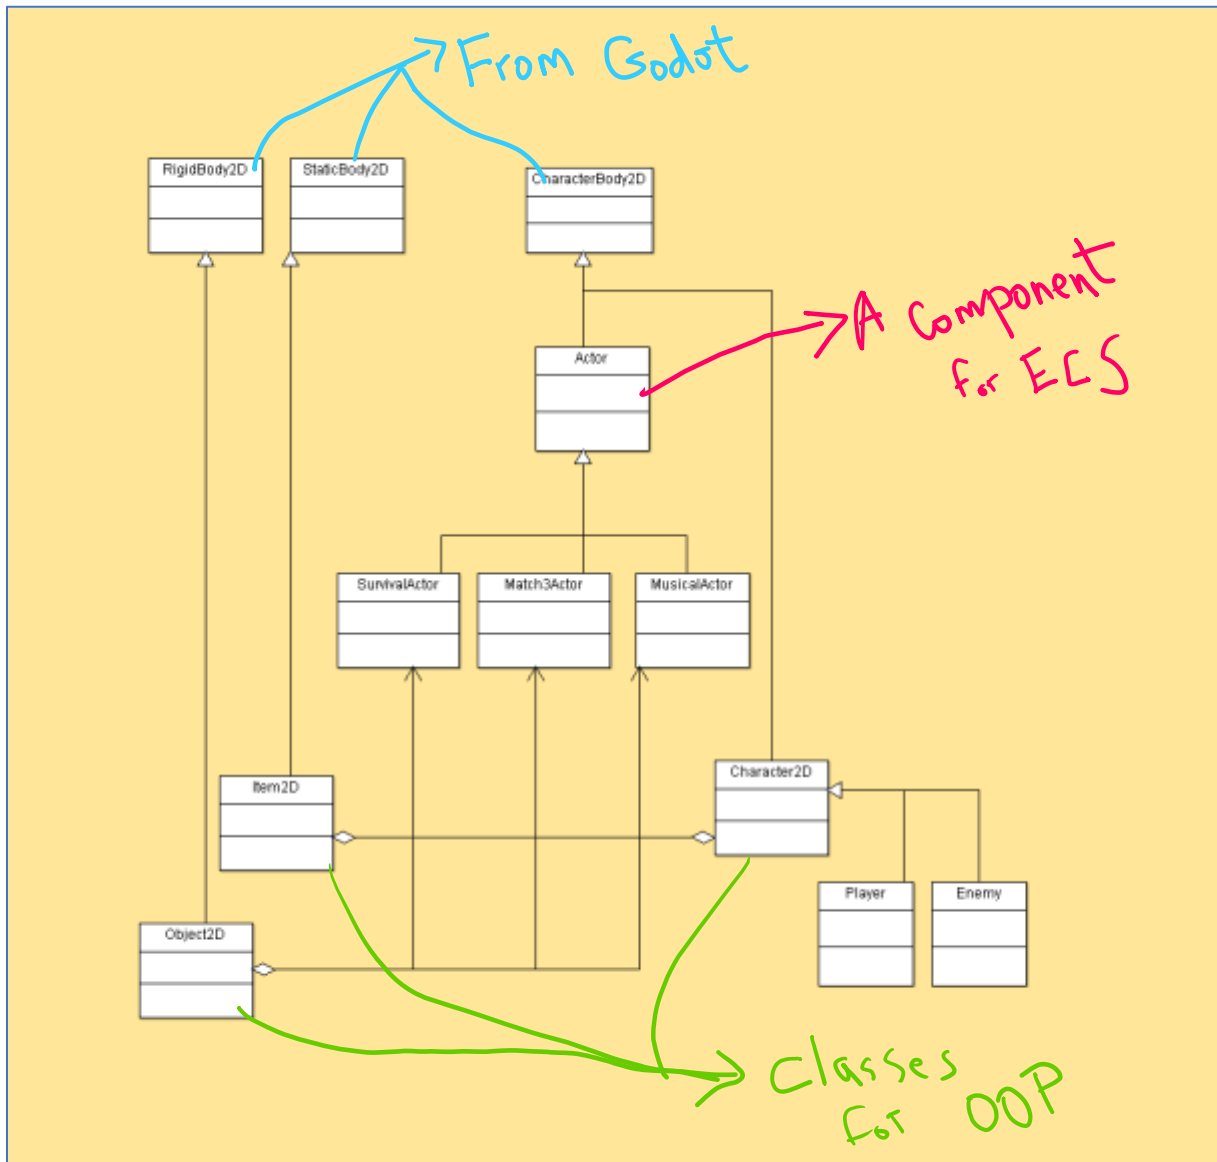 From Godot
RigidBody2D
StaticBody2D
CharacterBody2D
A Component
for ECS
Actor
SurvivalActor
Match3Actor
MusicalActor
Item2D
Character2D
Player
Enemy
Object2D
Classes
for OOP